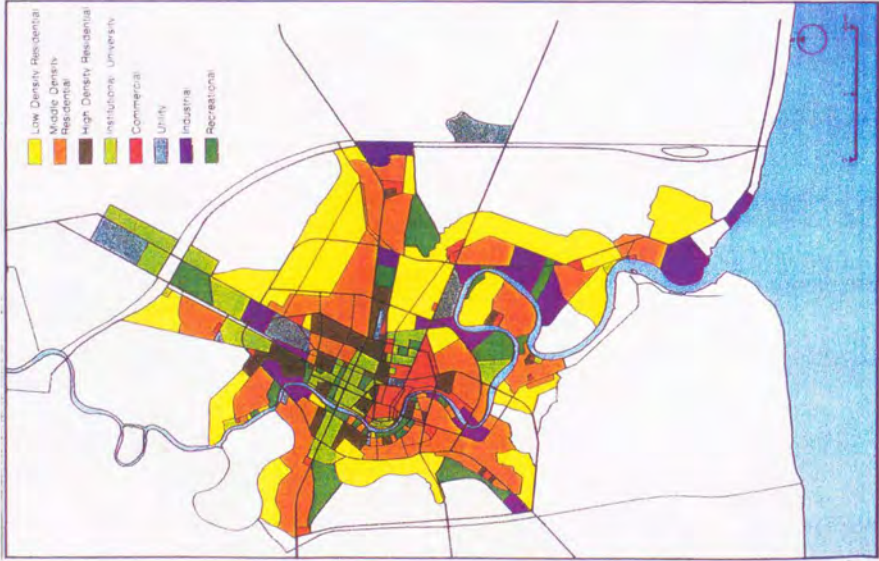 Low Density Residential
Middle Density
Residential
High Density Residential
Institutional University
Commercial
Utility
Industrial
Recreational